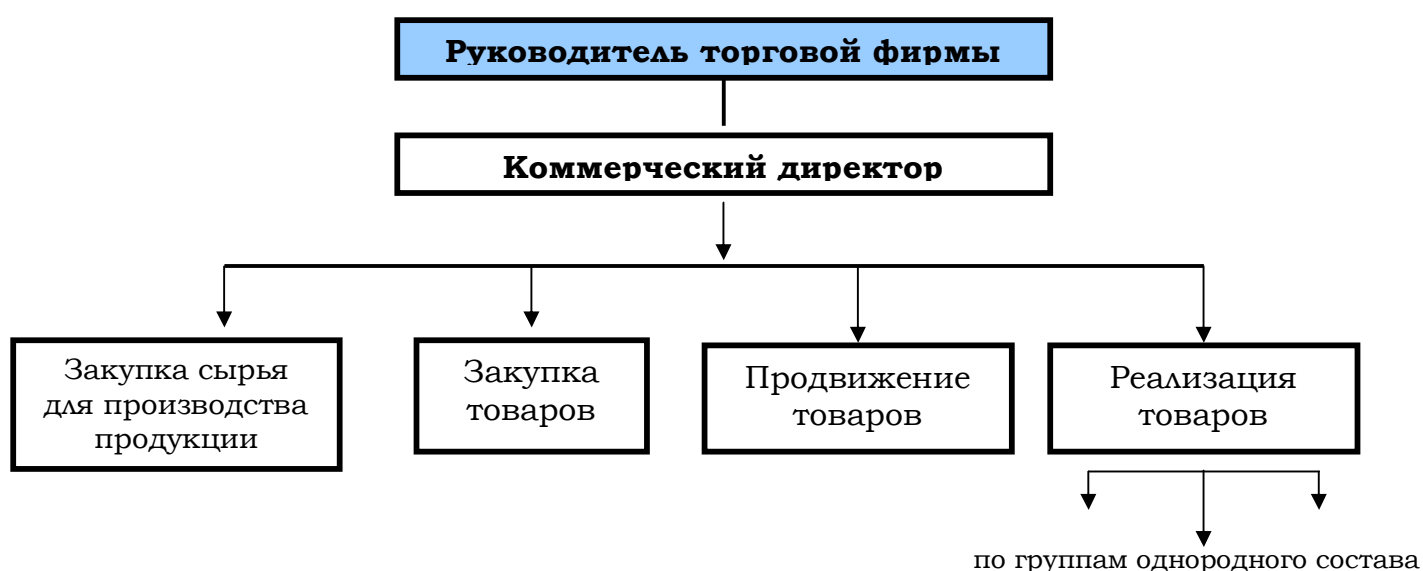 Руководитель торговой фирмы
Коммерческий директор
Закупка сырья
для производства
продукции
Закупка
товаров
Продвижение
товаров
Реализация
товаров
по группам однородного состава